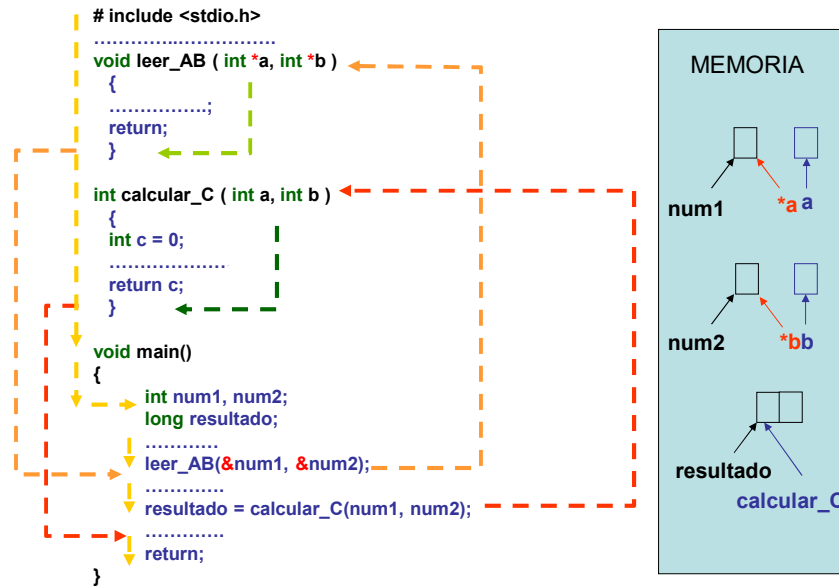 # include <stdio.h>
…………..……………
void leer_AB ( int *a, int *b )
{
…………….;
return;
}
int calcular_C ( int a, int b )
{
int c = 0;
………………
return c;
}
void main()
{
int num1, num2;
long resultado;
…………
leer_AB(&num1, &num2);
………….
resultado = calcular_C(num1, num2);
………….
return;
}
MEMORIA
num1
*a a
num2
*b b
resultado
calcular_C